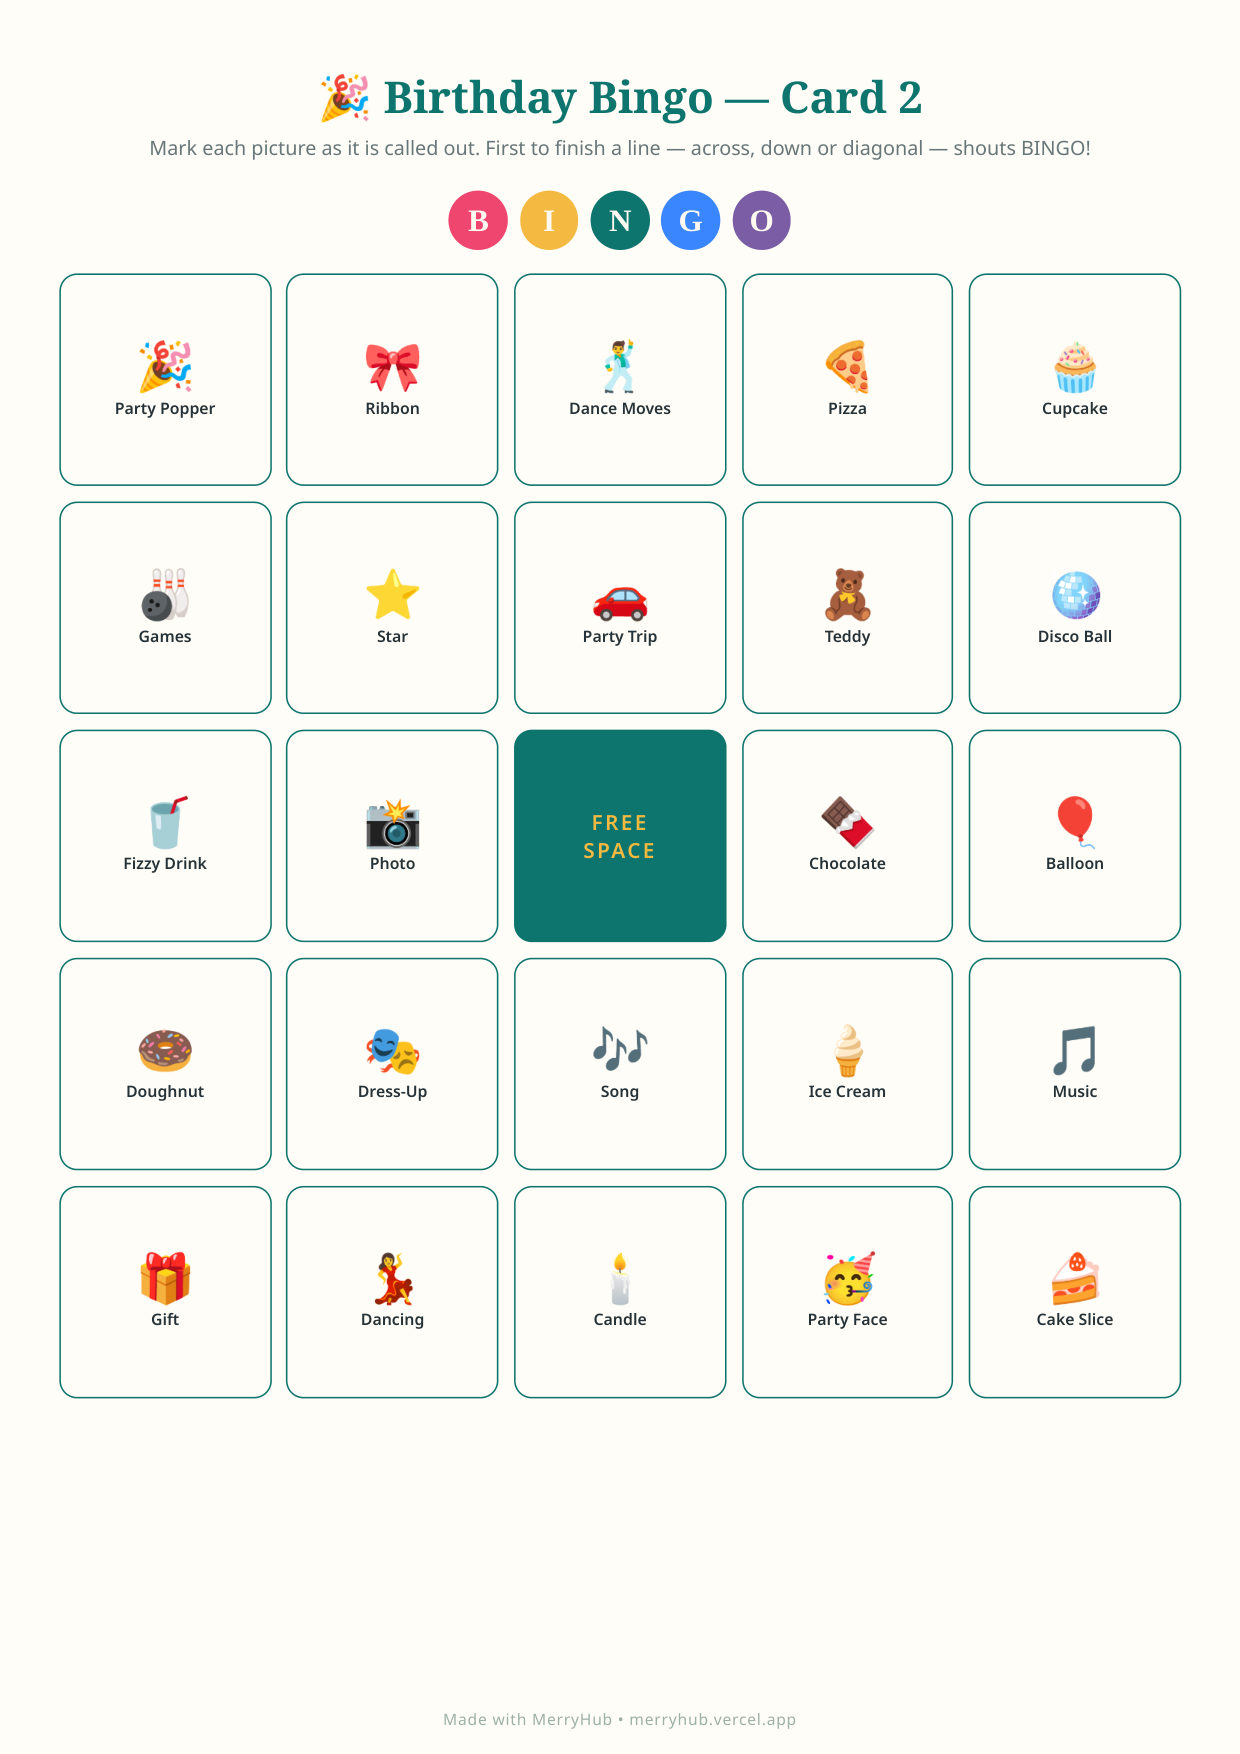 🎉 Birthday Bingo — Card 2
Mark each picture as it is called out. First to finish a line — across, down or diagonal — shouts BINGO!
B I N G O
Party Popper Ribbon Dance Moves Pizza Cupcake
Games Star Party Trip Teddy Disco Ball
Fizzy Drink Photo FREE SPACE Chocolate Balloon
Doughnut Dress-Up Song Ice Cream Music
Gift Dancing Candle Party Face Cake Slice
Made with MerryHub • merryhub.vercel.app